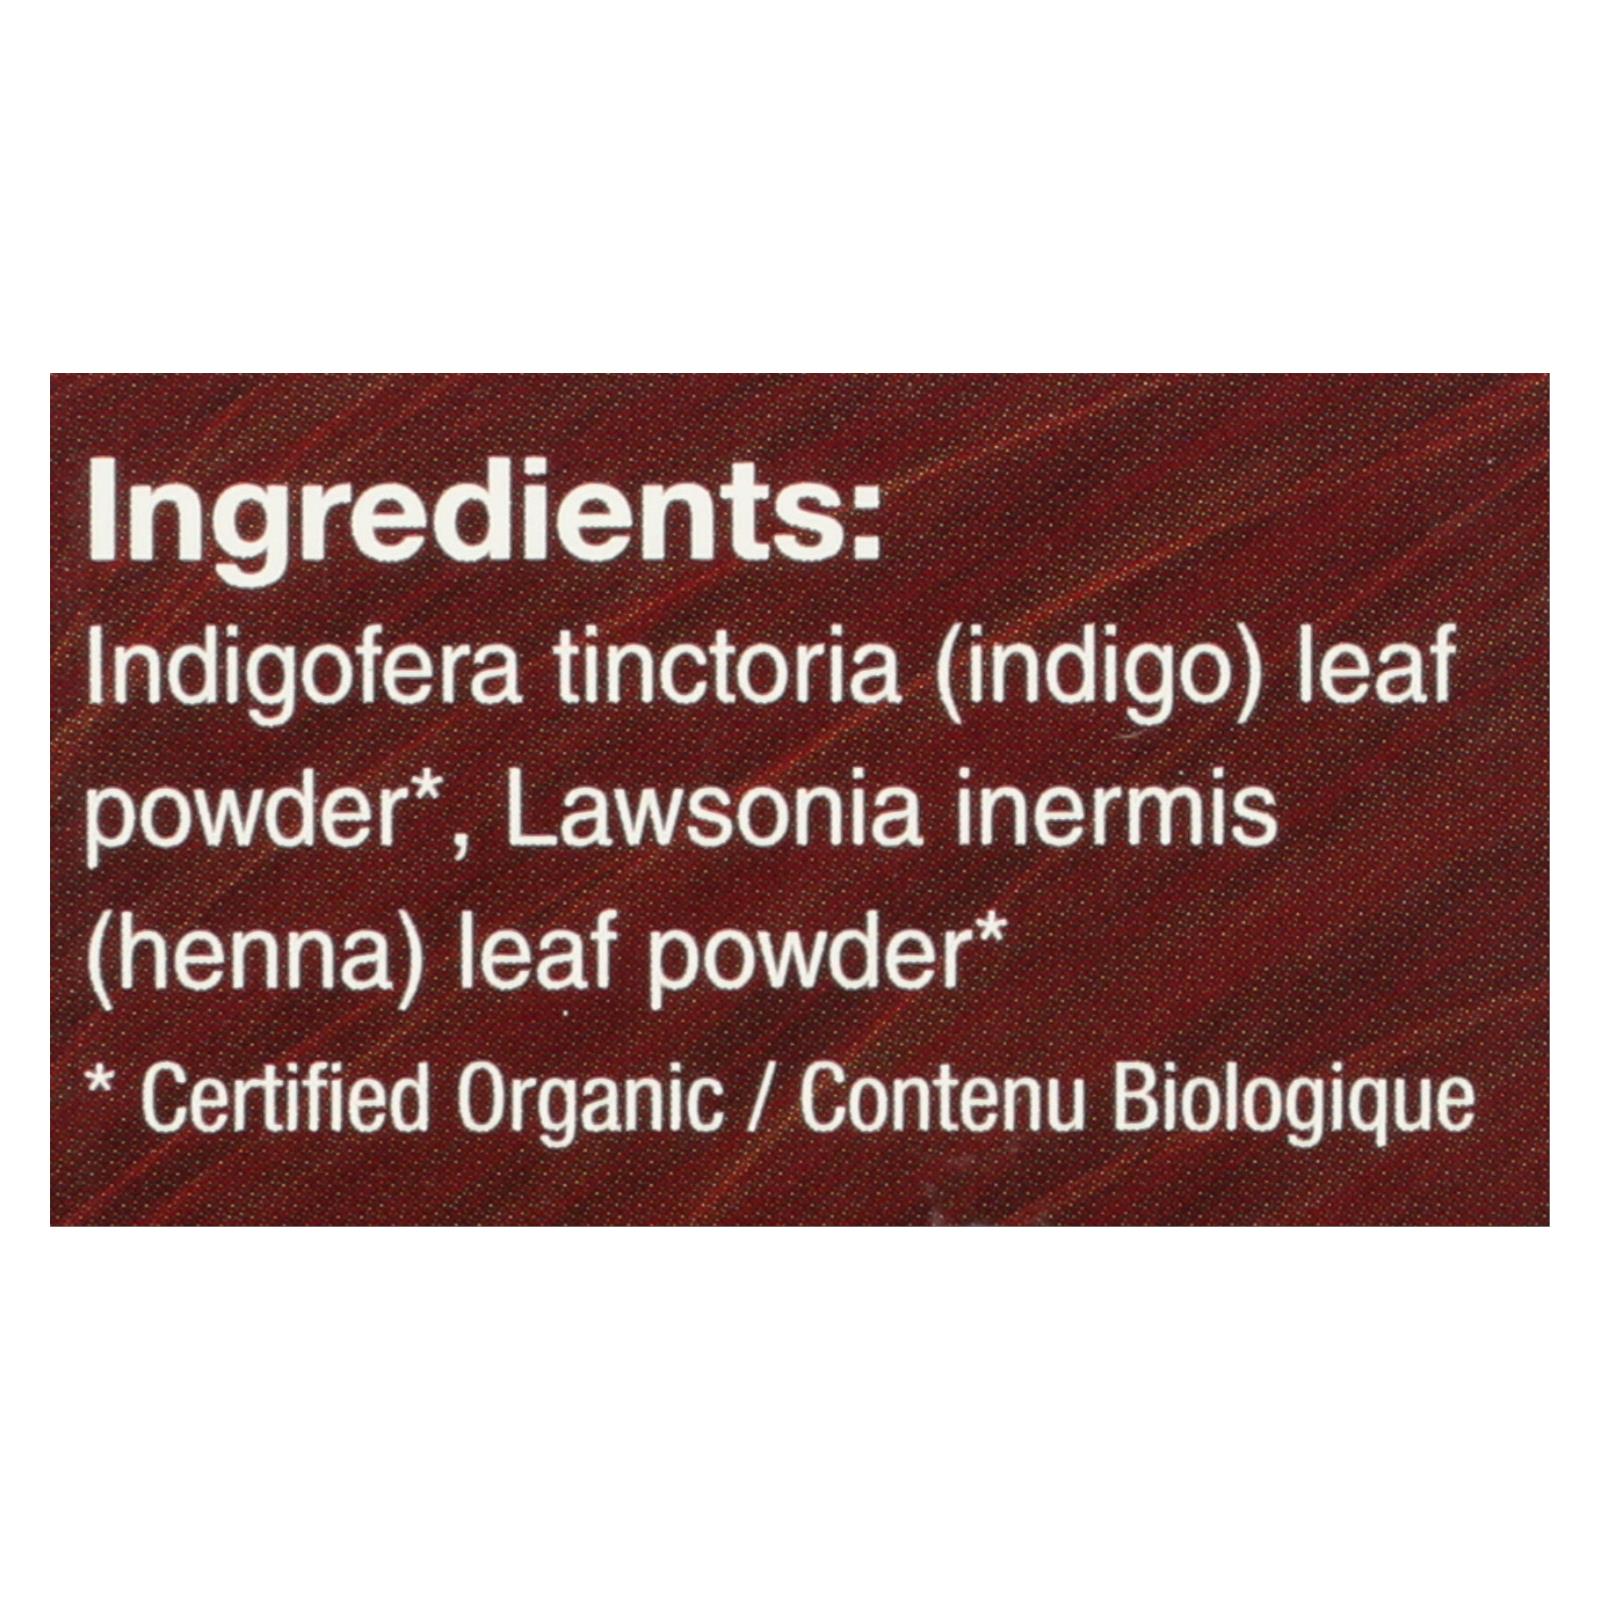 Ingredients:
Indigofera tinctoria (indigo) leaf
powder*, Lawsonia inermis
(henna) leaf powder*
* Certified Organic / Contenu Biologique